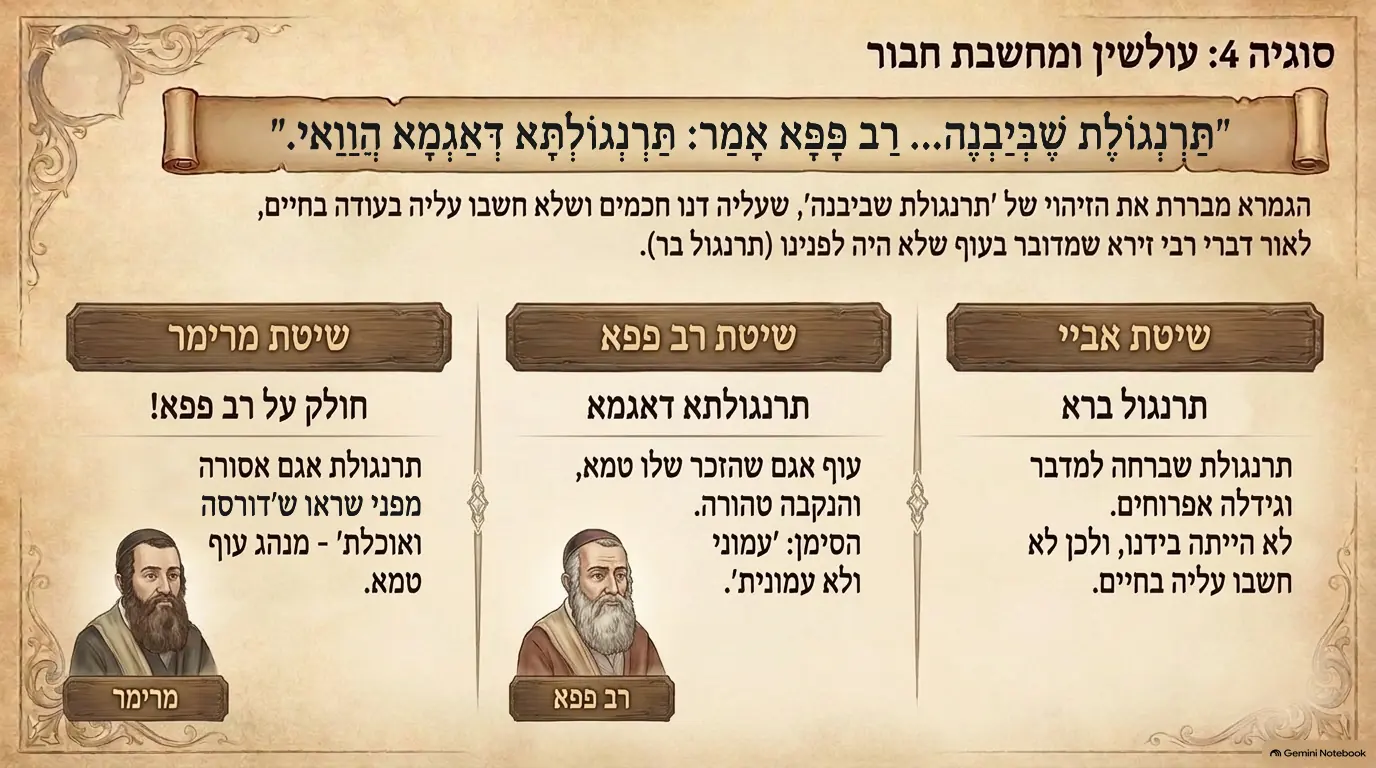 סוגיה 4: עולשין ומחשבת חבור
"תַּרְנְגוֹלֶת שֶׁבְּיַבְנֶה... רַב פָּפָּא אָמַר: תַּרְנְגוֹלְתָּא דְּאַגְמָא הֲוַואי."
הגמרא מבררת את הזיהוי של 'תרנגולת שביבנה', שעליה דנו חכמים ושלא חשבו עליה בעודה בחיים,
לאור דברי רבי זירא שמדובר בעוף שלא היה לפנינו (תרנגול בר).
שיטת אביי
תרנגול ברא
תרנגולת שברחה למדבר
וגידלה אפרוחים.
לא הייתה בידנו, ולכן לא
חשבו עליה בחיים.
שיטת רב פפא
תרנגולתא דאגמא
עוף אגם שהזכר שלו טמא,
והנקבה טהורה.
הסימן: 'עמוני
ולא עמונית'.
רב פפא
שיטת מרימר
חולק על רב פפא!
תרנגולת אגם אסורה
מפני שראו ש'דורסה
ואוכלת' - מנהג עוף
טמא.
מרימר
Gemini Notebook